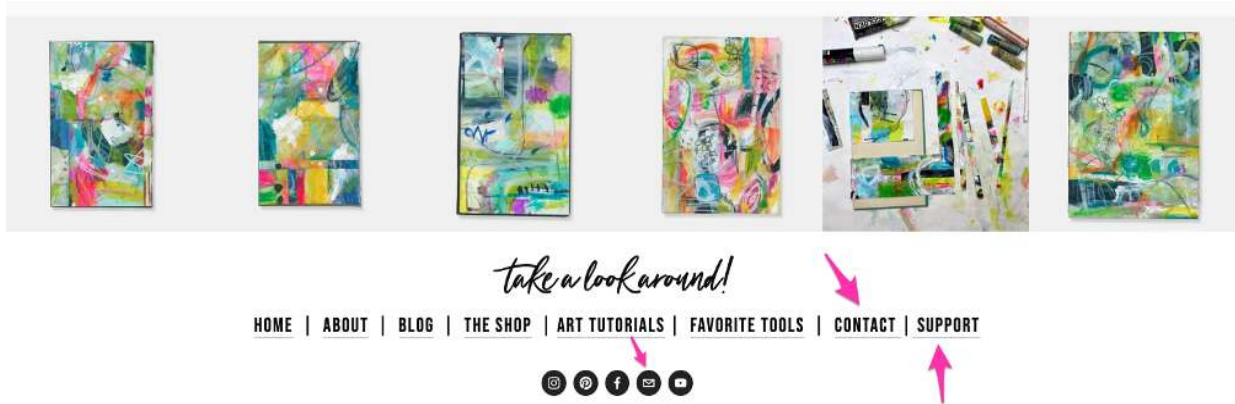 take a look around!
HOME | ABOUT | BLOG | THE SHOP | ART TUTORIALS | FAVORITE TOOLS | CONTACT | SUPPORT